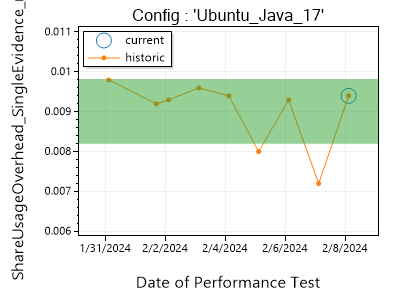 Config : 'Ubuntu_Java_17'
current
historic
0.011
0.01
0.009
0.008
0.007
0.006
ShareUsageOverhead_SingleEvidence_
1/31/2024
2/2/2024
2/4/2024
2/6/2024
2/8/2024
Date of Performance Test